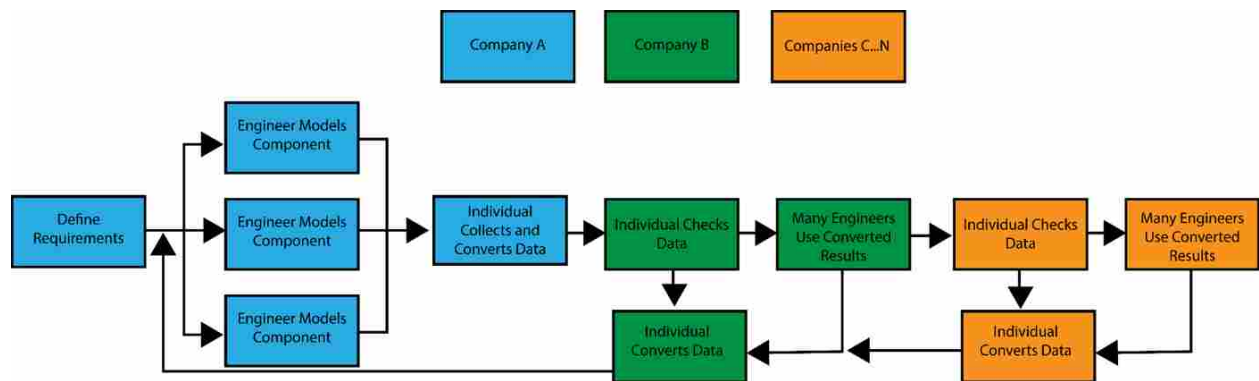 Company A
Company B
Companies C...N
Engineer Models
Component
Define
Requirements
Engineer Models
Component
Engineer Models
Component
Individual
Collects and
Converts Data
Individual Checks
Data
Many Engineers
Use Converted
Results
Individual Checks
Data
Many Engineers
Use Converted
Results
Individual
Converts Data
Individual
Converts Data